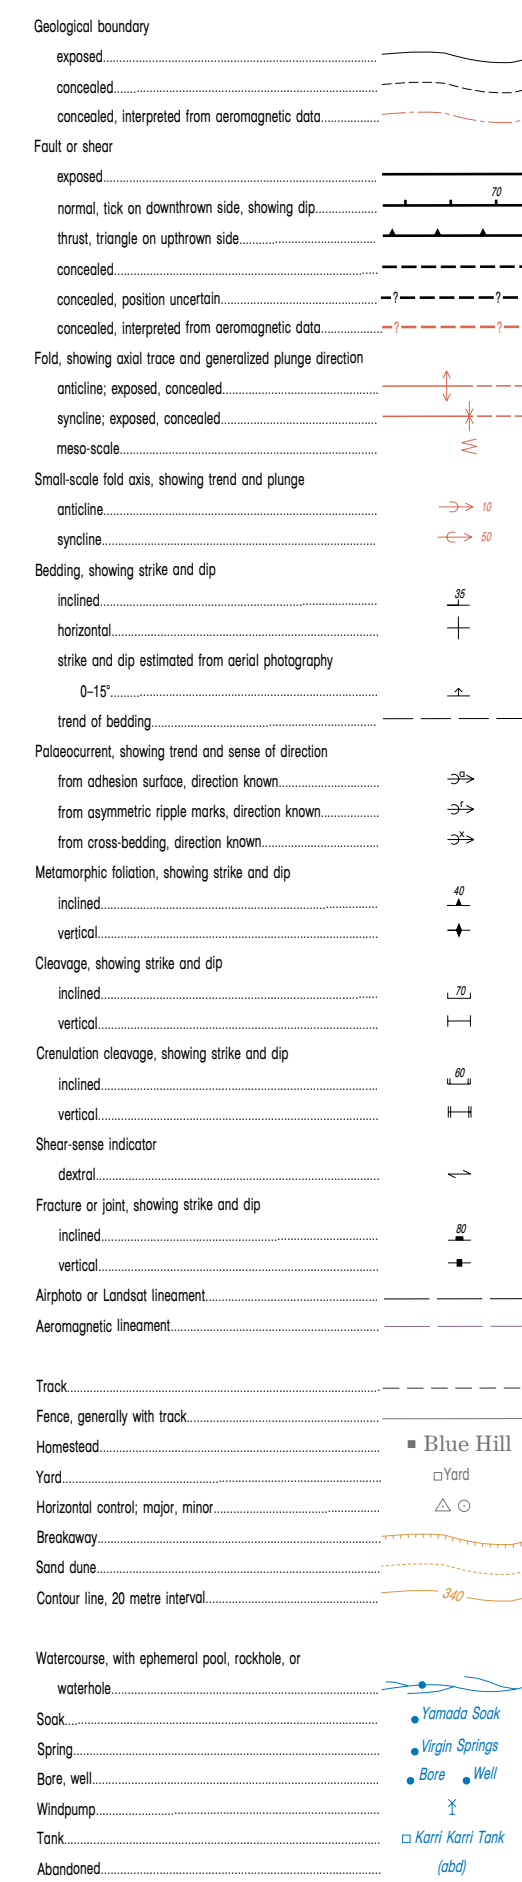 Geological boundary
exposed
concealed
concealed, interpreted from aeromagnetic data
Fault or shear
exposed
70
normal, tick on downthrown side, showing dip
thrust, triangle on upthrown side
concealed
concealed, position uncertain ? ?
concealed, interpreted from aeromagnetic data ? ?
Fold, showing axial trace and generalized plunge direction
anticline; exposed, concealed
syncline; exposed, concealed
meso-scale
Small-scale fold axis, showing trend and plunge
anticline 10
syncline 50
Bedding, showing strike and dip
inclined 35
horizontal
strike and dip estimated from aerial photography
0–15°
trend of bedding
Palaeocurrent, showing trend and sense of direction
from adhesion surface, direction known a
from asymmetric ripple marks, direction known r
from cross-bedding, direction known x
Metamorphic foliation, showing strike and dip
inclined 40
vertical
Cleavage, showing strike and dip
inclined 70
vertical
Crenulation cleavage, showing strike and dip
inclined 60
vertical
Shear-sense indicator
dextral
Fracture or joint, showing strike and dip
inclined 80
vertical
Airphoto or Landsat lineament
Aeromagnetic lineament
Track
Fence, generally with track
Homestead Blue Hill
Yard Yard
Horizontal control; major, minor
Breakaway
Sand dune
Contour line, 20 metre interval 340
Watercourse, with ephemeral pool, rockhole, or
waterhole
Soak Yamada Soak
Spring Virgin Springs
Bore, well Bore Well
Windpump
Tank Karri Karri Tank
Abandoned (abd)